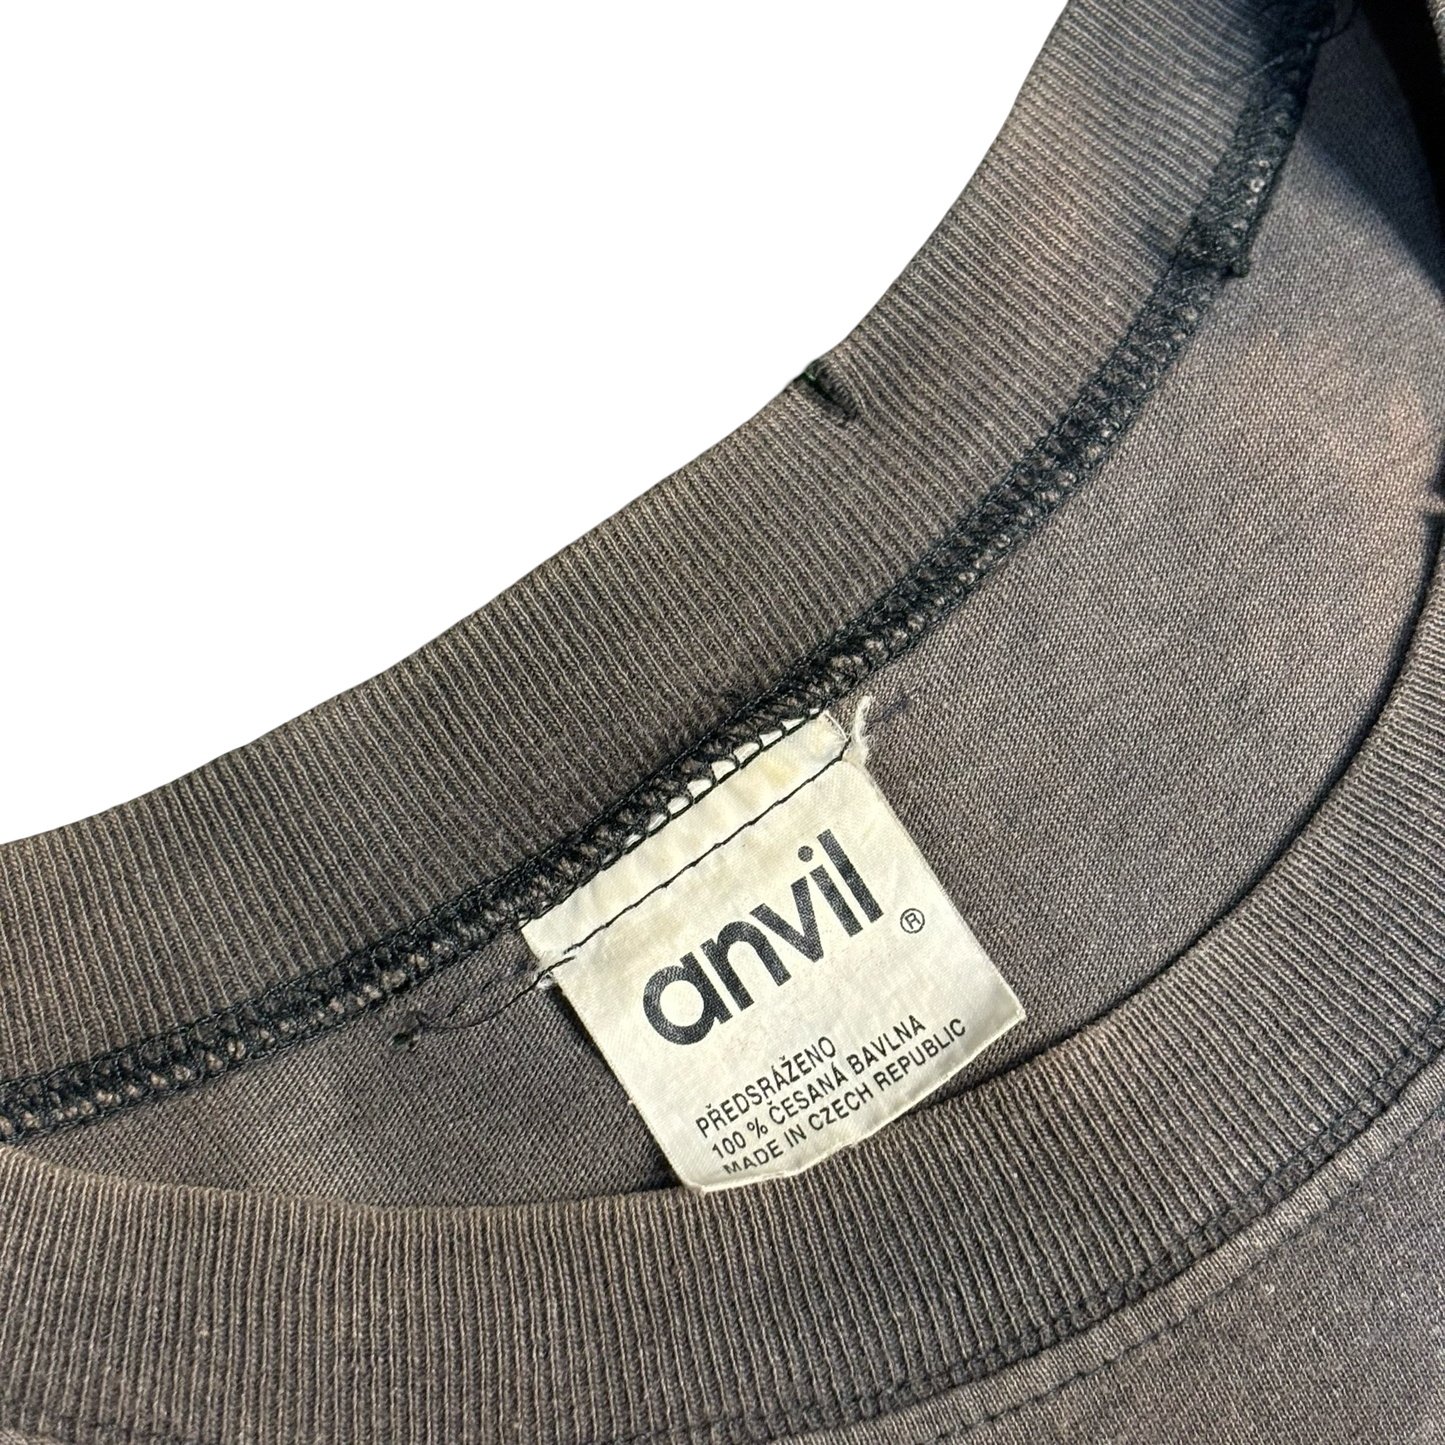 anvil®
PŘEDSRÁŽENO
100 % ČESANÁ BAVLNA
MADE IN CZECH REPUBLIC